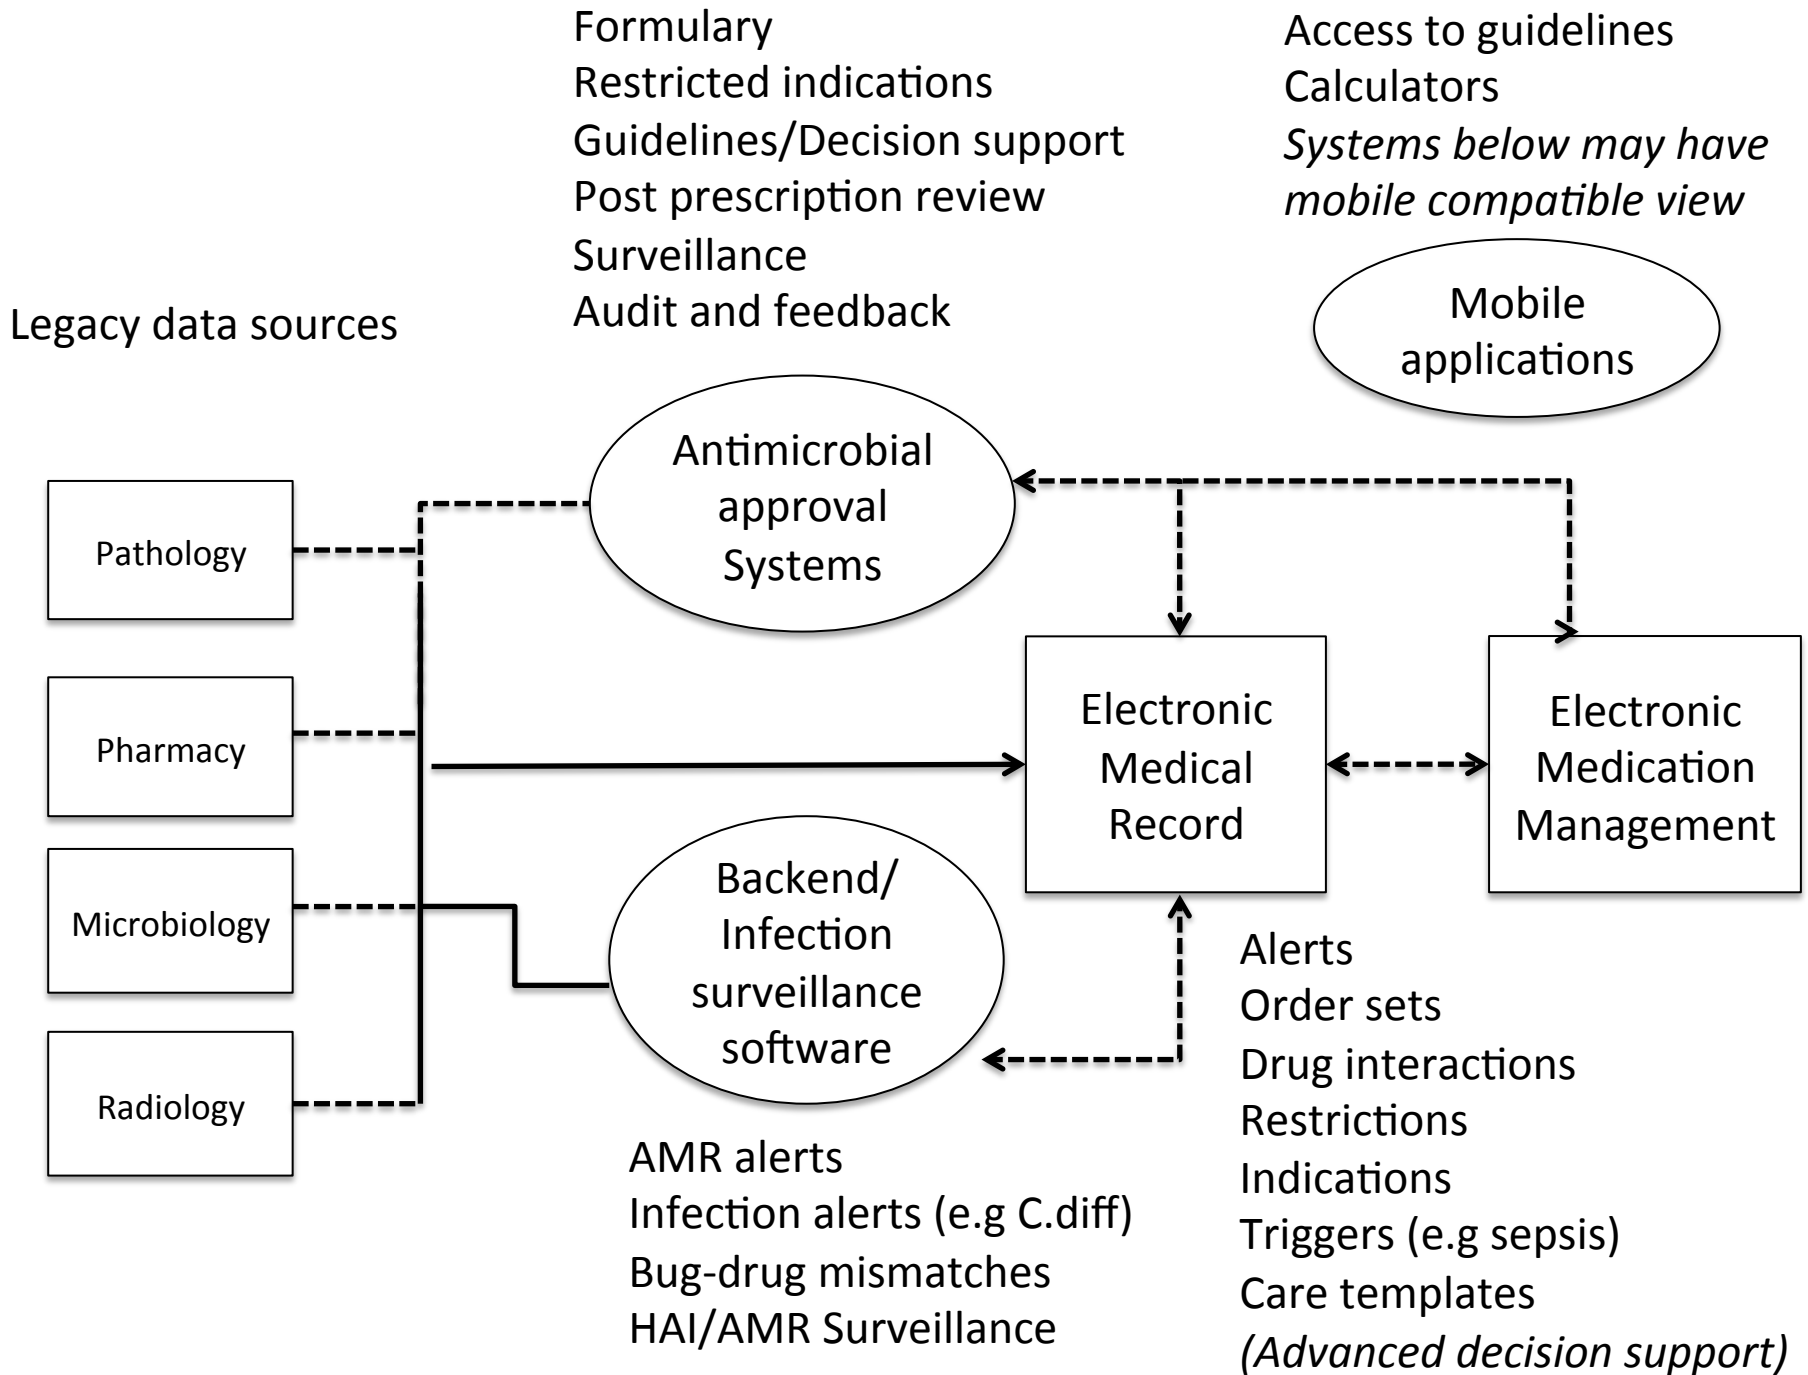 Formulary
Restricted indications
Guidelines/Decision support
Post prescription review
Surveillance
Audit and feedback
Access to guidelines
Calculators
Systems below may have
mobile compatible view
Mobile
applications
Legacy data sources
Antimicrobial
approval
Systems
Pathology
Pharmacy
Microbiology
Radiology
Electronic
Medical
Record
Electronic
Medication
Management
Backend/
Infection
surveillance
software
AMR alerts
Infection alerts (e.g C.diff)
Bug-drug mismatches
HAI/AMR Surveillance
Alerts
Order sets
Drug interactions
Restrictions
Indications
Triggers (e.g sepsis)
Care templates
(Advanced decision support)